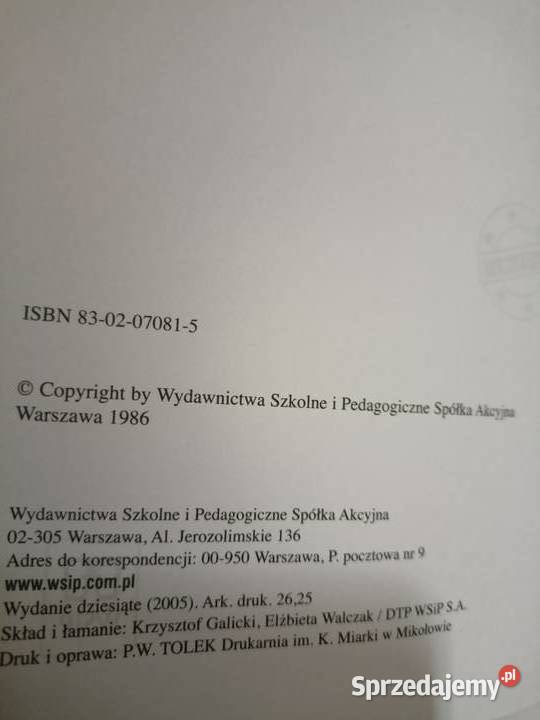 ISBN 83-02-07081-5
© Copyright by Wydawnictwa Szkolne i Pedagogiczne Spółka Akcyjna
Warszawa 1986
Wydawnictwa Szkolne i Pedagogiczne Spółka Akcyjna
02-305 Warszawa, Al. Jerozolimskie 136
Adres do korespondencji: 00-950 Warszawa, P. pocztowa nr 9
www.wsip.com.pl
Wydanie dziesiąte (2005). Ark. druk. 26,25
Skład i łamanie: Krzysztof Galicki, Elżbieta Walczak / DTP WSiP S.A.
Druk i oprawa: P.W. TOLEK Drukarnia im. K. Miarki w Mikołowie
Sprzedajemy.pl